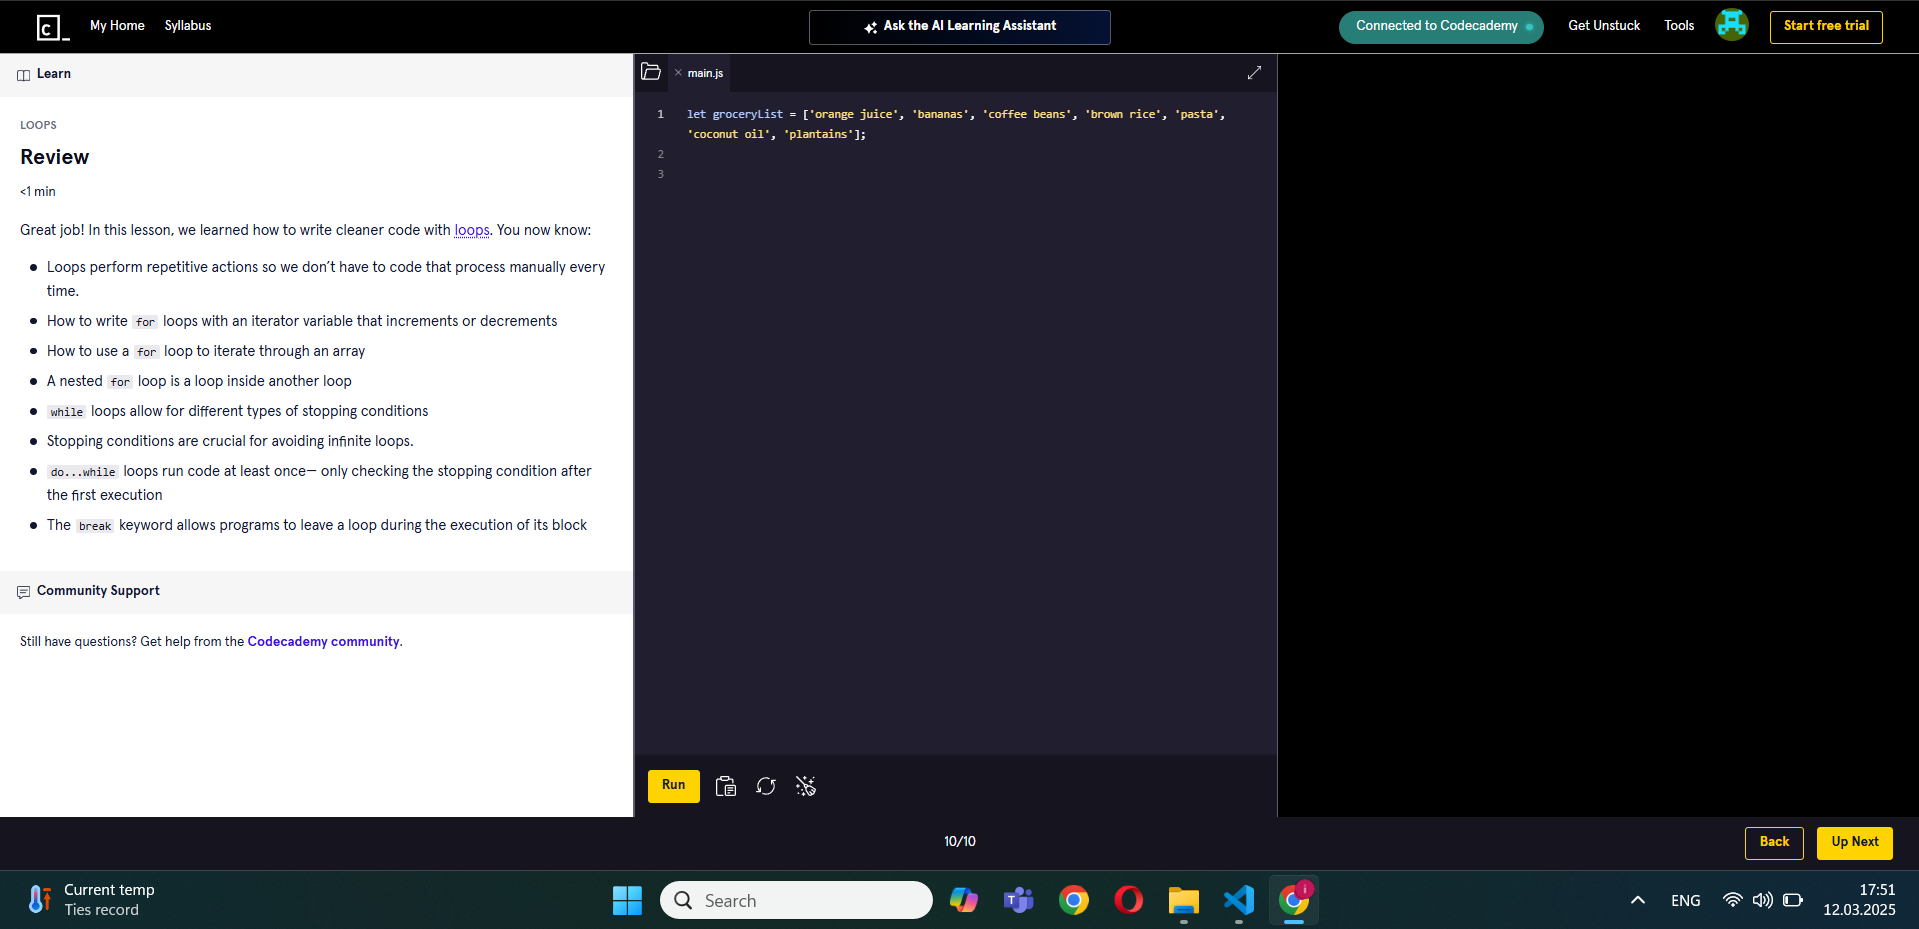 My Home
Syllabus
Ask the AI Learning Assistant
Connected to Codecademy
Get Unstuck
Tools
Start free trial
Learn
LOOPS
Review
<1 min
Great job! In this lesson, we learned how to write cleaner code with loops. You now know:
Loops perform repetitive actions so we don’t have to code that process manually every
time.
How to write for loops with an iterator variable that increments or decrements
How to use a for loop to iterate through an array
A nested for loop is a loop inside another loop
while loops allow for different types of stopping conditions
Stopping conditions are crucial for avoiding infinite loops.
do...while loops run code at least once— only checking the stopping condition after
the first execution
The break keyword allows programs to leave a loop during the execution of its block
Community Support
Still have questions? Get help from the Codecademy community.
main.js
1 let groceryList = ['orange juice', 'bananas', 'coffee beans', 'brown rice', 'pasta',
'coconut oil', 'plantains'];
2
3
Run
10/10
Back
Up Next
Current temp
Ties record
Search
ENG
17:51
12.03.2025